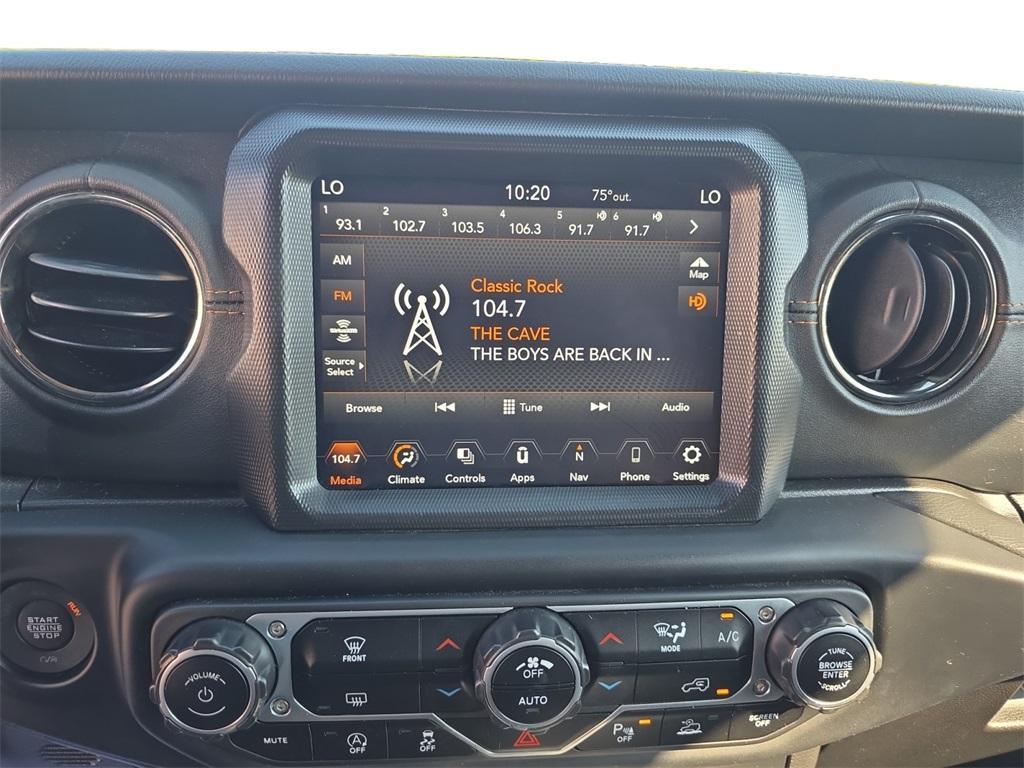 LO 10:20 75°out. LO
1 93.1 2 102.7 3 103.5 4 106.3 5 91.7 6 91.7
AM
FM
Source
Select
Map
HD
Classic Rock
104.7
THE CAVE
THE BOYS ARE BACK IN ...
Browse Tune Audio
104.7 N
Media Climate Controls Apps Nav Phone Settings
START
ENGINE
STOP
RUN
VOLUME
FRONT
OFF
AUTO
MODE
A/C
TUNE
BROWSE
ENTER
SCROLL
MUTE
OFF
OFF
P OFF
SCREEN
OFF